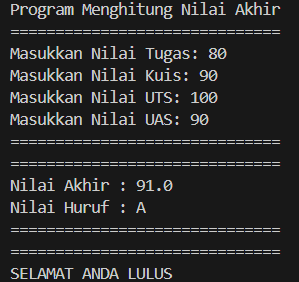 Program Menghitung Nilai Akhir
==============================
Masukkan Nilai Tugas: 80
Masukkan Nilai Kuis: 90
Masukkan Nilai UTS: 100
Masukkan Nilai UAS: 90
==============================
==============================
Nilai Akhir : 91.0
Nilai Huruf : A
==============================
==============================
SELAMAT ANDA LULUS